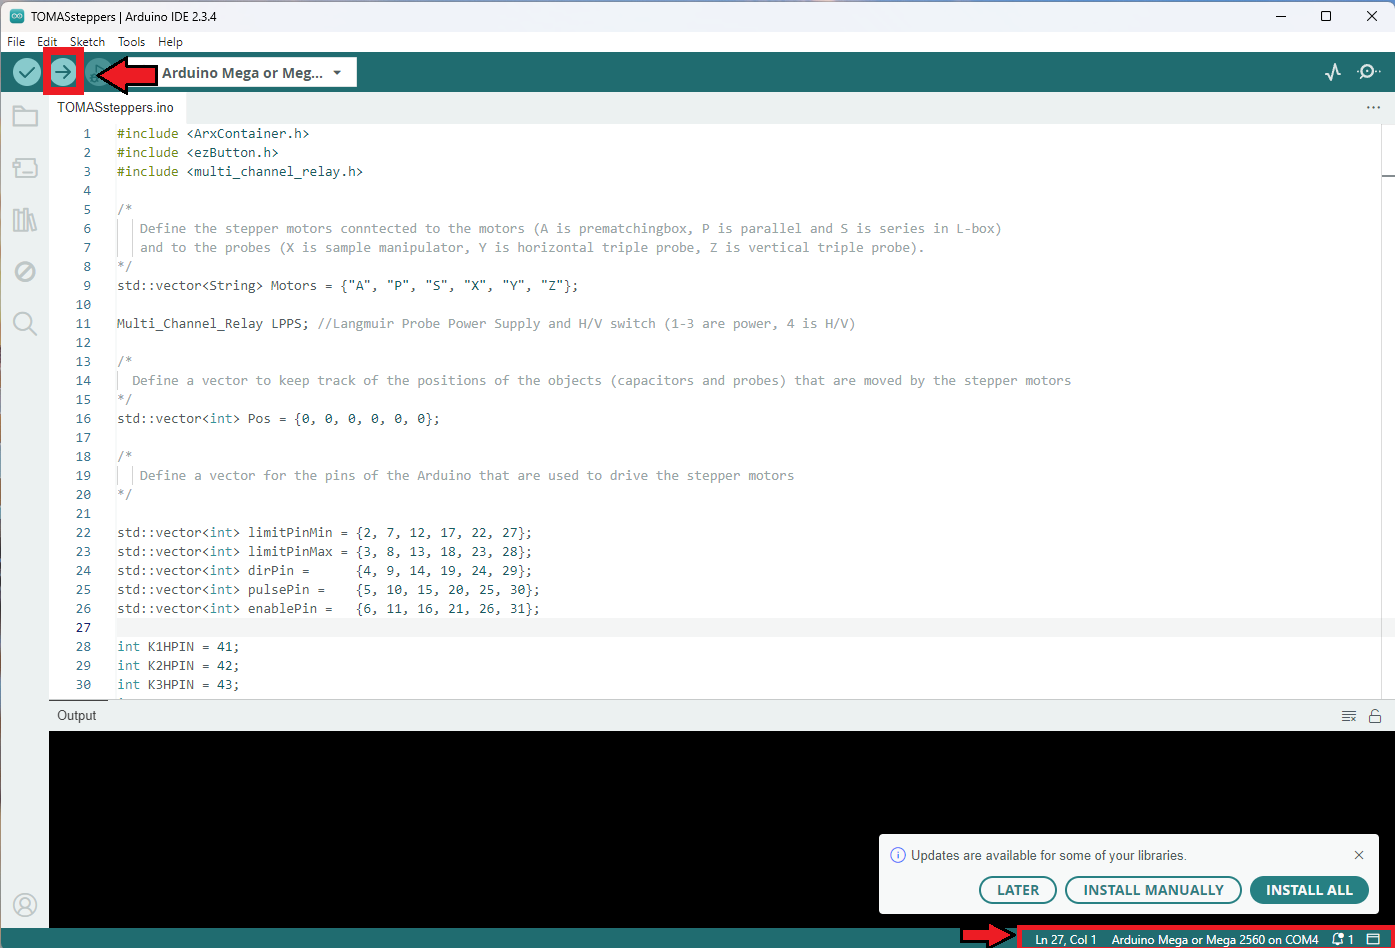 TOMASsteppers | Arduino IDE 2.3.4
File Edit Sketch Tools Help
Arduino Mega or Meg...
TOMASsteppers.ino
1 #include <ArxContainer.h>
2 #include <ezButton.h>
3 #include <multi_channel_relay.h>
4
5 /*
6 Define the stepper motors conntected to the motors (A is prematchingbox, P is parallel and S is series in L-box)
7 and to the probes (X is sample manipulator, Y is horizontal triple probe, Z is vertical triple probe).
8 */
9 std::vector<String> Motors = {"A", "P", "S", "X", "Y", "Z"};
10
11 Multi_Channel_Relay LPPS; //Langmuir Probe Power Supply and H/V switch (1-3 are power, 4 is H/V)
12
13 /*
14 Define a vector to keep track of the positions of the objects (capacitors and probes) that are moved by the stepper motors
15 */
16 std::vector<int> Pos = {0, 0, 0, 0, 0, 0};
17
18 /*
19 Define a vector for the pins of the Arduino that are used to drive the stepper motors
20 */
21
22 std::vector<int> limitPinMin = {2, 7, 12, 17, 22, 27};
23 std::vector<int> limitPinMax = {3, 8, 13, 18, 23, 28};
24 std::vector<int> dirPin = {4, 9, 14, 19, 24, 29};
25 std::vector<int> pulsePin = {5, 10, 15, 20, 25, 30};
26 std::vector<int> enablePin = {6, 11, 16, 21, 26, 31};
27
28 int K1HPIN = 41;
29 int K2HPIN = 42;
30 int K3HPIN = 43;
Output
Updates are available for some of your libraries.
LATER INSTALL MANUALLY INSTALL ALL
Ln 27, Col 1 Arduino Mega or Mega 2560 on COM4 1